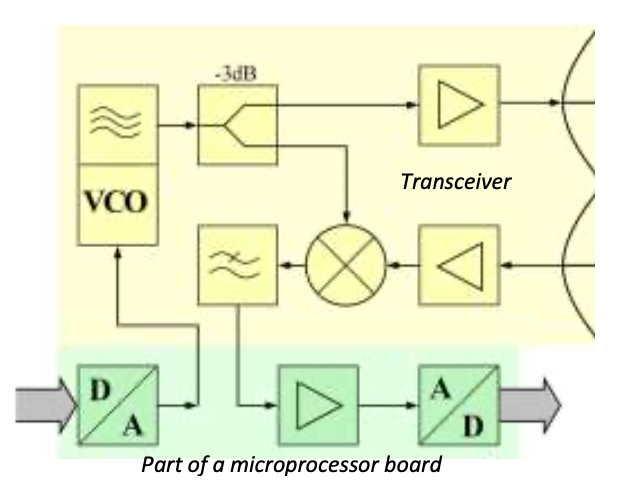 -3dB
VCO
Transceiver
D
A
A
D
Part of a microprocessor board